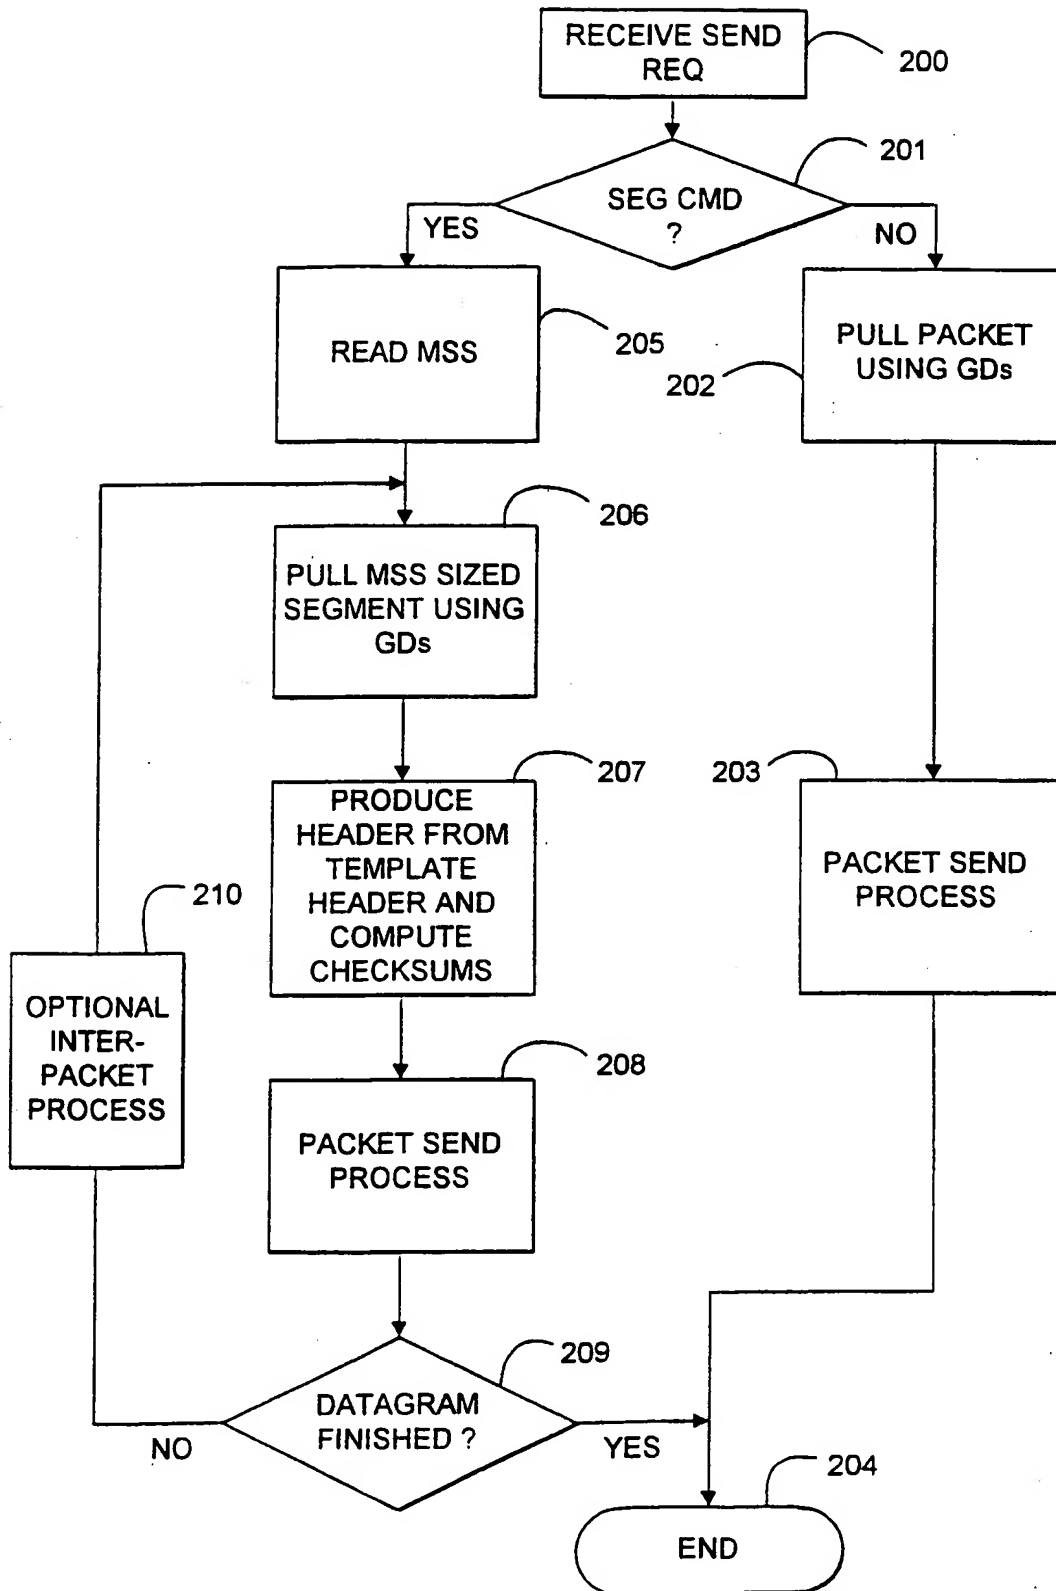 RECEIVE SEND
REQ
200
201
SEG CMD
?
YES
NO
READ MSS
205
PULL PACKET
USING GDs
202
206
PULL MSS SIZED
SEGMENT USING
GDs
207
203
PRODUCE
HEADER FROM
TEMPLATE
HEADER AND
COMPUTE
CHECKSUMS
PACKET SEND
PROCESS
210
OPTIONAL
INTER-
PACKET
PROCESS
208
PACKET SEND
PROCESS
209
DATAGRAM
FINISHED ?
NO
YES
204
END